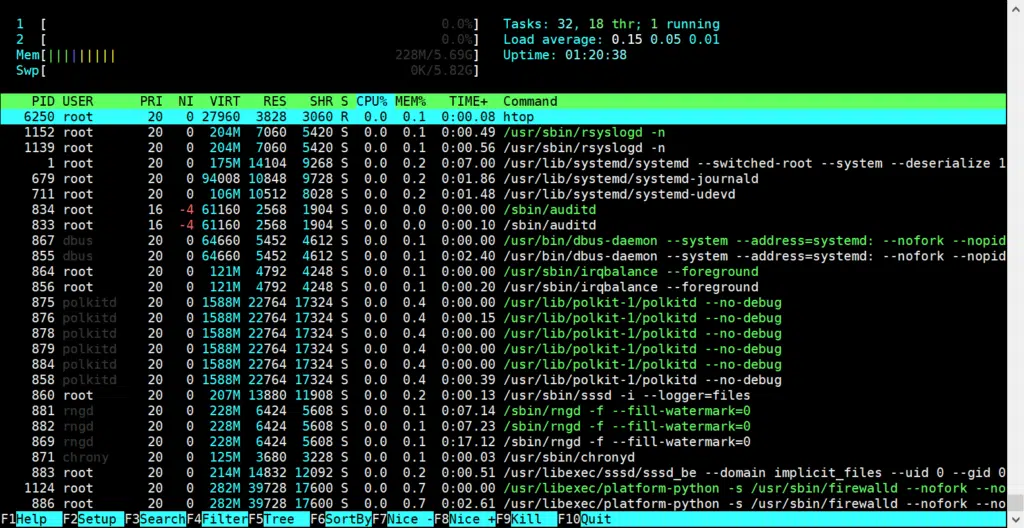 1 [ 0.0%] Tasks: 32, 18 thr; 1 running
2 [ 0.0%] Load average: 0.15 0.05 0.01
Mem[||||||||||| 228M/5.69G] Uptime: 01:20:38
Swp[ 0K/5.82G]
PID USER PRI NI VIRT RES SHR S CPU% MEM% TIME+ Command
6250 root 20 0 27960 3828 3060 R 0.0 0.1 0:00.08 htop
1152 root 20 0 204M 7060 5420 S 0.0 0.1 0:00.49 /usr/sbin/rsyslogd -n
1139 root 20 0 204M 7060 5420 S 0.0 0.1 0:00.56 /usr/sbin/rsyslogd -n
1 root 20 0 175M 14104 9268 S 0.0 0.2 0:07.00 /usr/lib/systemd/systemd --switched-root --system --deserialize 1
679 root 20 0 94008 10848 9728 S 0.0 0.2 0:01.86 /usr/lib/systemd/systemd-journald
711 root 20 0 106M 10512 8028 S 0.0 0.2 0:01.48 /usr/lib/systemd/systemd-udevd
834 root 16 -4 61160 2568 1904 S 0.0 0.0 0:00.00 /sbin/auditd
833 root 16 -4 61160 2568 1904 S 0.0 0.0 0:00.10 /sbin/auditd
867 dbus 20 0 64660 5452 4612 S 0.0 0.1 0:00.00 /usr/bin/dbus-daemon --system --address=systemd: --nofork --nopid
855 dbus 20 0 64660 5452 4612 S 0.0 0.1 0:02.40 /usr/bin/dbus-daemon --system --address=systemd: --nofork --nopid
864 root 20 0 121M 4792 4248 S 0.0 0.1 0:00.00 /usr/sbin/irqbalance --foreground
856 root 20 0 121M 4792 4248 S 0.0 0.1 0:00.20 /usr/sbin/irqbalance --foreground
875 polkitd 20 0 1588M 22764 17324 S 0.0 0.4 0:00.00 /usr/lib/polkit-1/polkitd --no-debug
876 polkitd 20 0 1588M 22764 17324 S 0.0 0.4 0:00.15 /usr/lib/polkit-1/polkitd --no-debug
878 polkitd 20 0 1588M 22764 17324 S 0.0 0.4 0:00.00 /usr/lib/polkit-1/polkitd --no-debug
879 polkitd 20 0 1588M 22764 17324 S 0.0 0.4 0:00.00 /usr/lib/polkit-1/polkitd --no-debug
884 polkitd 20 0 1588M 22764 17324 S 0.0 0.4 0:00.00 /usr/lib/polkit-1/polkitd --no-debug
858 polkitd 20 0 1588M 22764 17324 S 0.0 0.4 0:00.39 /usr/lib/polkit-1/polkitd --no-debug
860 root 20 0 207M 13880 11908 S 0.0 0.2 0:00.13 /usr/sbin/sssd -i --logger=files
881 rngd 20 0 228M 6424 5608 S 0.0 0.1 0:07.14 /sbin/rngd -f --fill-watermark=0
882 rngd 20 0 228M 6424 5608 S 0.0 0.1 0:07.23 /sbin/rngd -f --fill-watermark=0
869 rngd 20 0 228M 6424 5608 S 0.0 0.1 0:17.12 /sbin/rngd -f --fill-watermark=0
871 chrony 20 0 125M 3680 3228 S 0.0 0.1 0:00.03 /usr/sbin/chronyd
883 root 20 0 214M 14832 12092 S 0.0 0.2 0:00.51 /usr/libexec/sssd/sssd_be --domain implicit_files --uid 0 --gid 0
1124 root 20 0 282M 39728 17600 S 0.0 0.7 0:00.00 /usr/libexec/platform-python -s /usr/sbin/firewalld --nofork --no
886 root 20 0 282M 39728 17600 S 0.0 0.7 0:02.61 /usr/libexec/platform-python -s /usr/sbin/firewalld --nofork --no
F1Help F2Setup F3SearchF4FilterF5Tree F6SortByF7Nice -F8Nice +F9Kill F10Quit